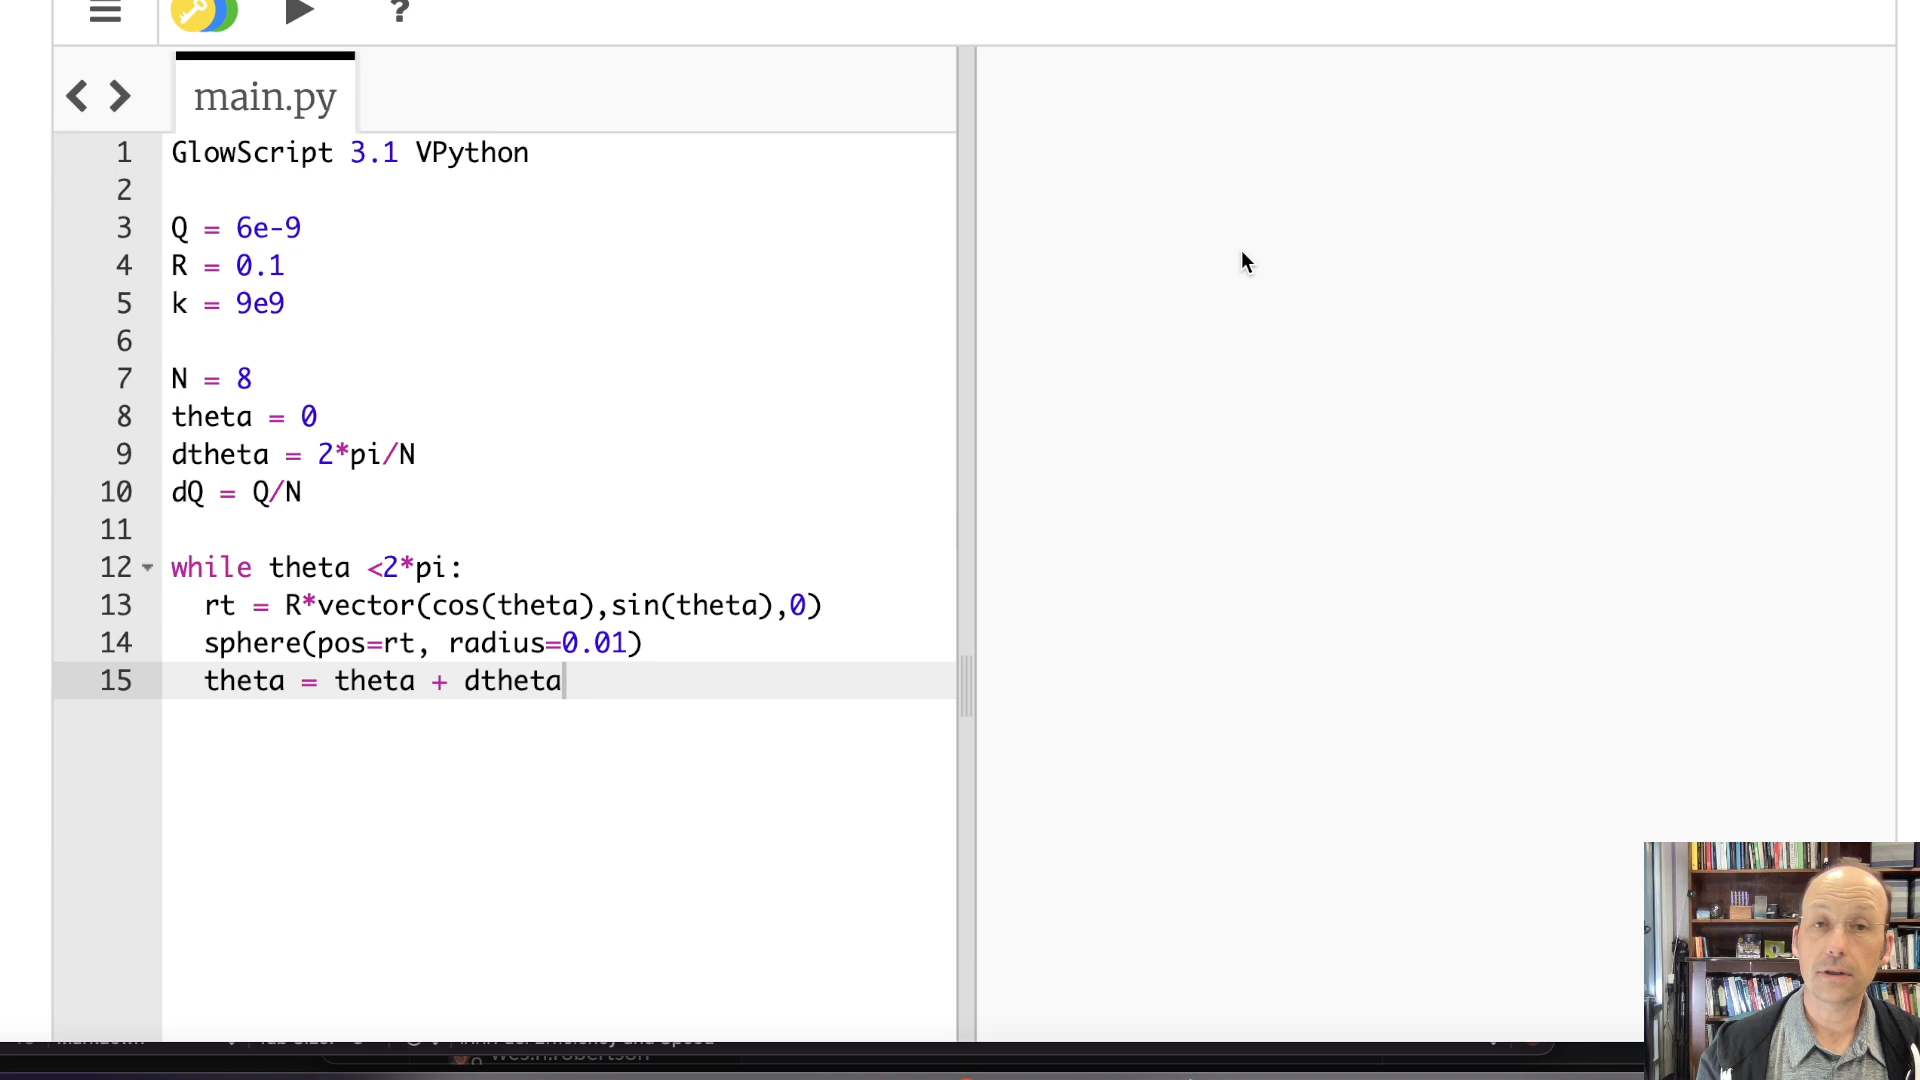 ?
main.py
1 GlowScript 3.1 VPython
2
3 Q = 6e-9
4 R = 0.1
5 k = 9e9
6
7 N = 8
8 theta = 0
9 dtheta = 2*pi/N
10 dQ = Q/N
11
12 while theta <2*pi:
13 rt = R*vector(cos(theta),sin(theta),0)
14 sphere(pos=rt, radius=0.01)
15 theta = theta + dtheta